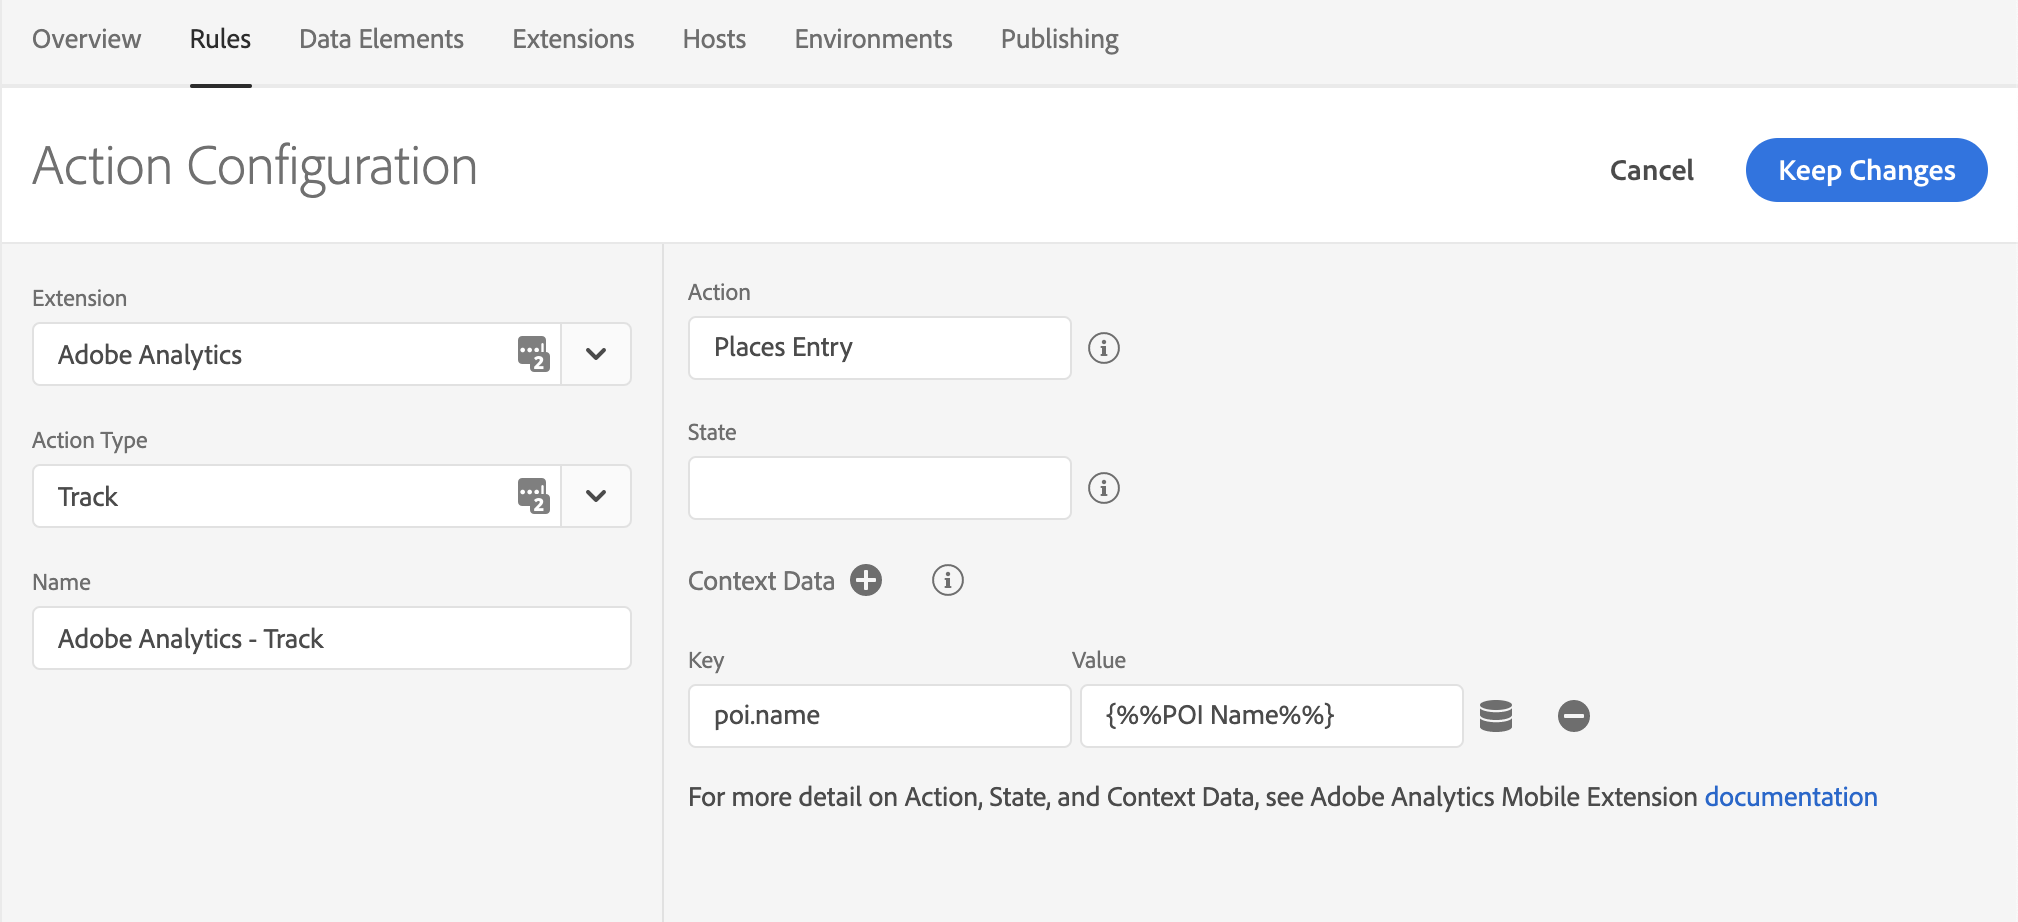 Overview Rules Data Elements Extensions Hosts Environments Publishing
Action Configuration
Cancel Keep Changes
Extension
Adobe Analytics
2
Action Type
Track
2
Name
Adobe Analytics - Track
Action
Places Entry
State
Context Data
Key Value
poi.name {%%POI Name%%}
For more detail on Action, State, and Context Data, see Adobe Analytics Mobile Extension documentation